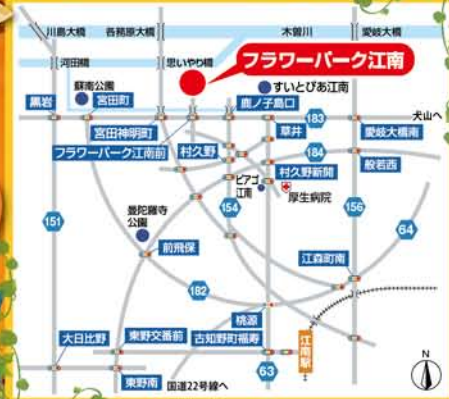 川島大橋
各務原大橋
木曽川
愛岐大橋
河田橋
思いやり橋
フラワーパーク江南
蘇南公園
すいとぴあ江南
黒岩
宮田町
鹿ノ子島口
183
犬山へ
宮田神明町
草井
愛岐大橋南
フラワーパーク江南前
村久野
184
般若西
ピアゴ
江南
村久野新開
厚生病院
151
曼陀羅寺
公園
154
156
64
前飛保
江森町南
182
桃源
大日比野
東野交番前
古知野町福寿
江南駅
東野南
国道22号線へ
63
N